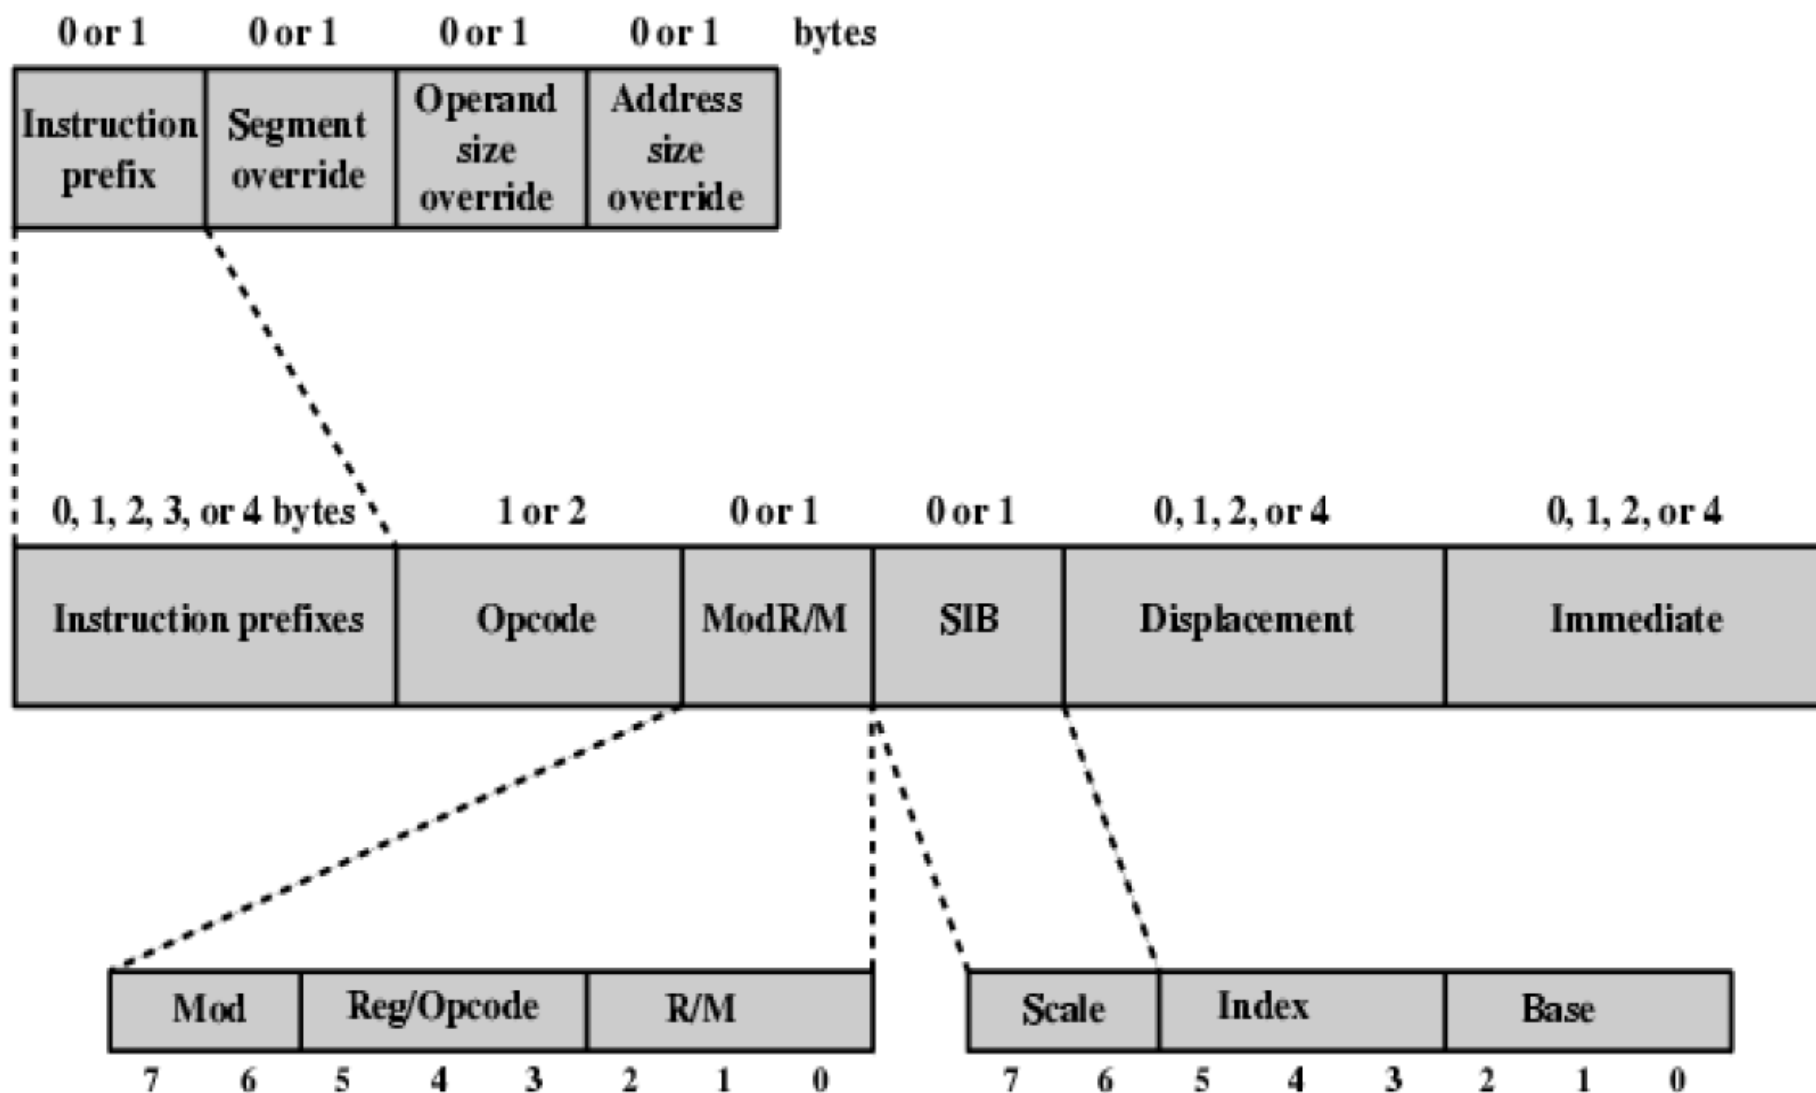 0 or 1 0 or 1 0 or 1 0 or 1 bytes
Instruction prefix
Segment override
Operand size override
Address size override
0, 1, 2, 3, or 4 bytes 1 or 2 0 or 1 0 or 1 0, 1, 2, or 4 0, 1, 2, or 4
Instruction prefixes Opcode ModR/M SIB Displacement Immediate
Mod Reg/Opcode R/M Scale Index Base
7 6 5 4 3 2 1 0 7 6 5 4 3 2 1 0